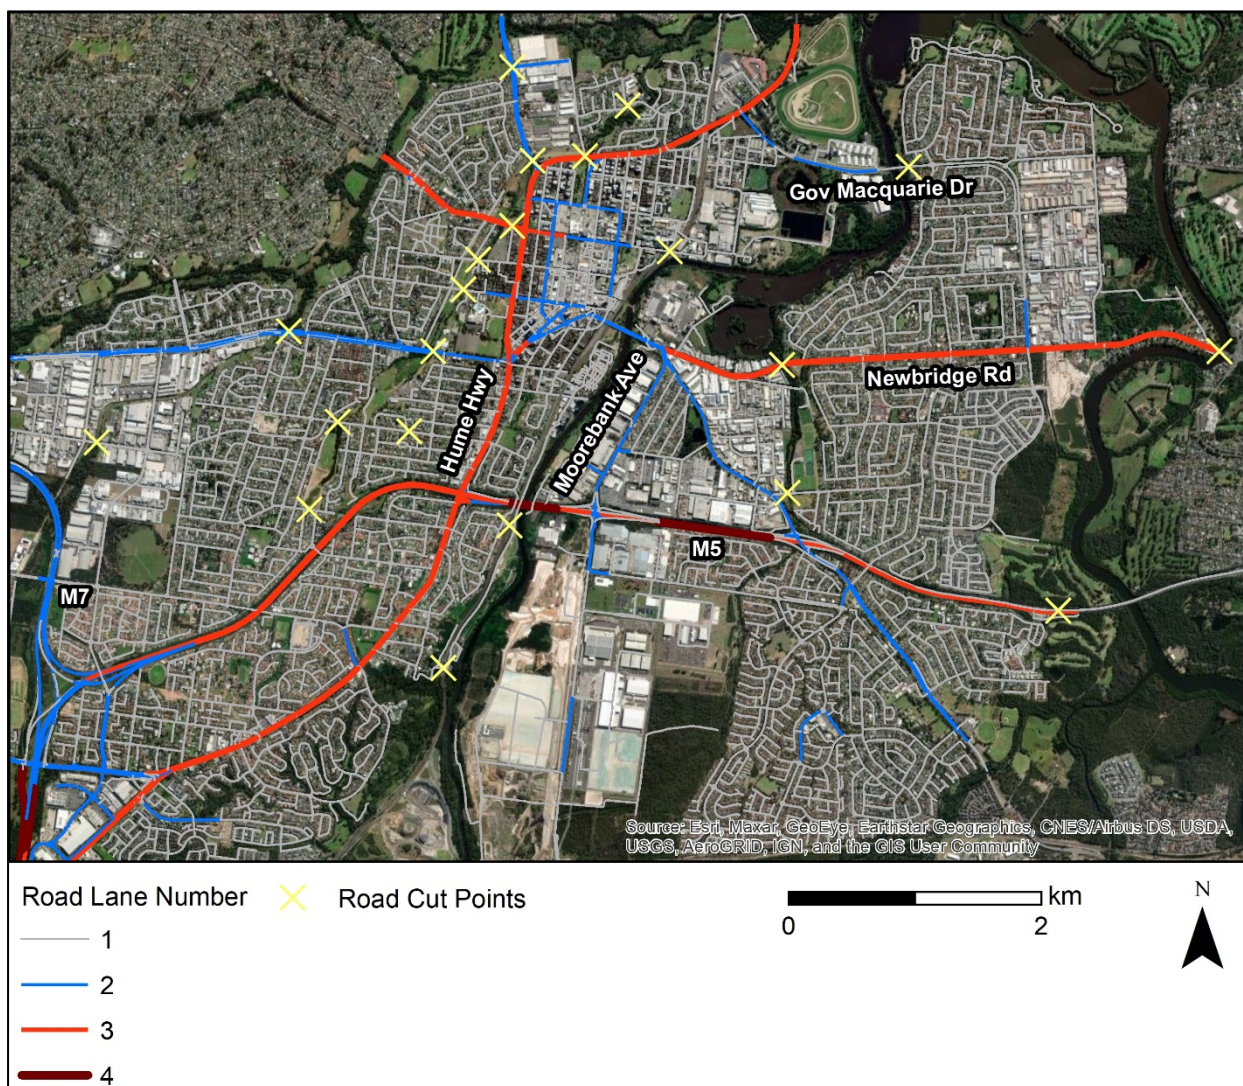 Gov Macquarie Dr
Newbridge Rd
Hume Hwy
Moorebank Ave
M5
M7
Source: Esri, Maxar, GeoEye, Earthstar Geographics, CNES/Airbus DS, USDA,
USGS, AeroGRID, IGN, and the GIS User Community
Road Lane Number
Road Cut Points
1
2
3
4
km
0
2
N